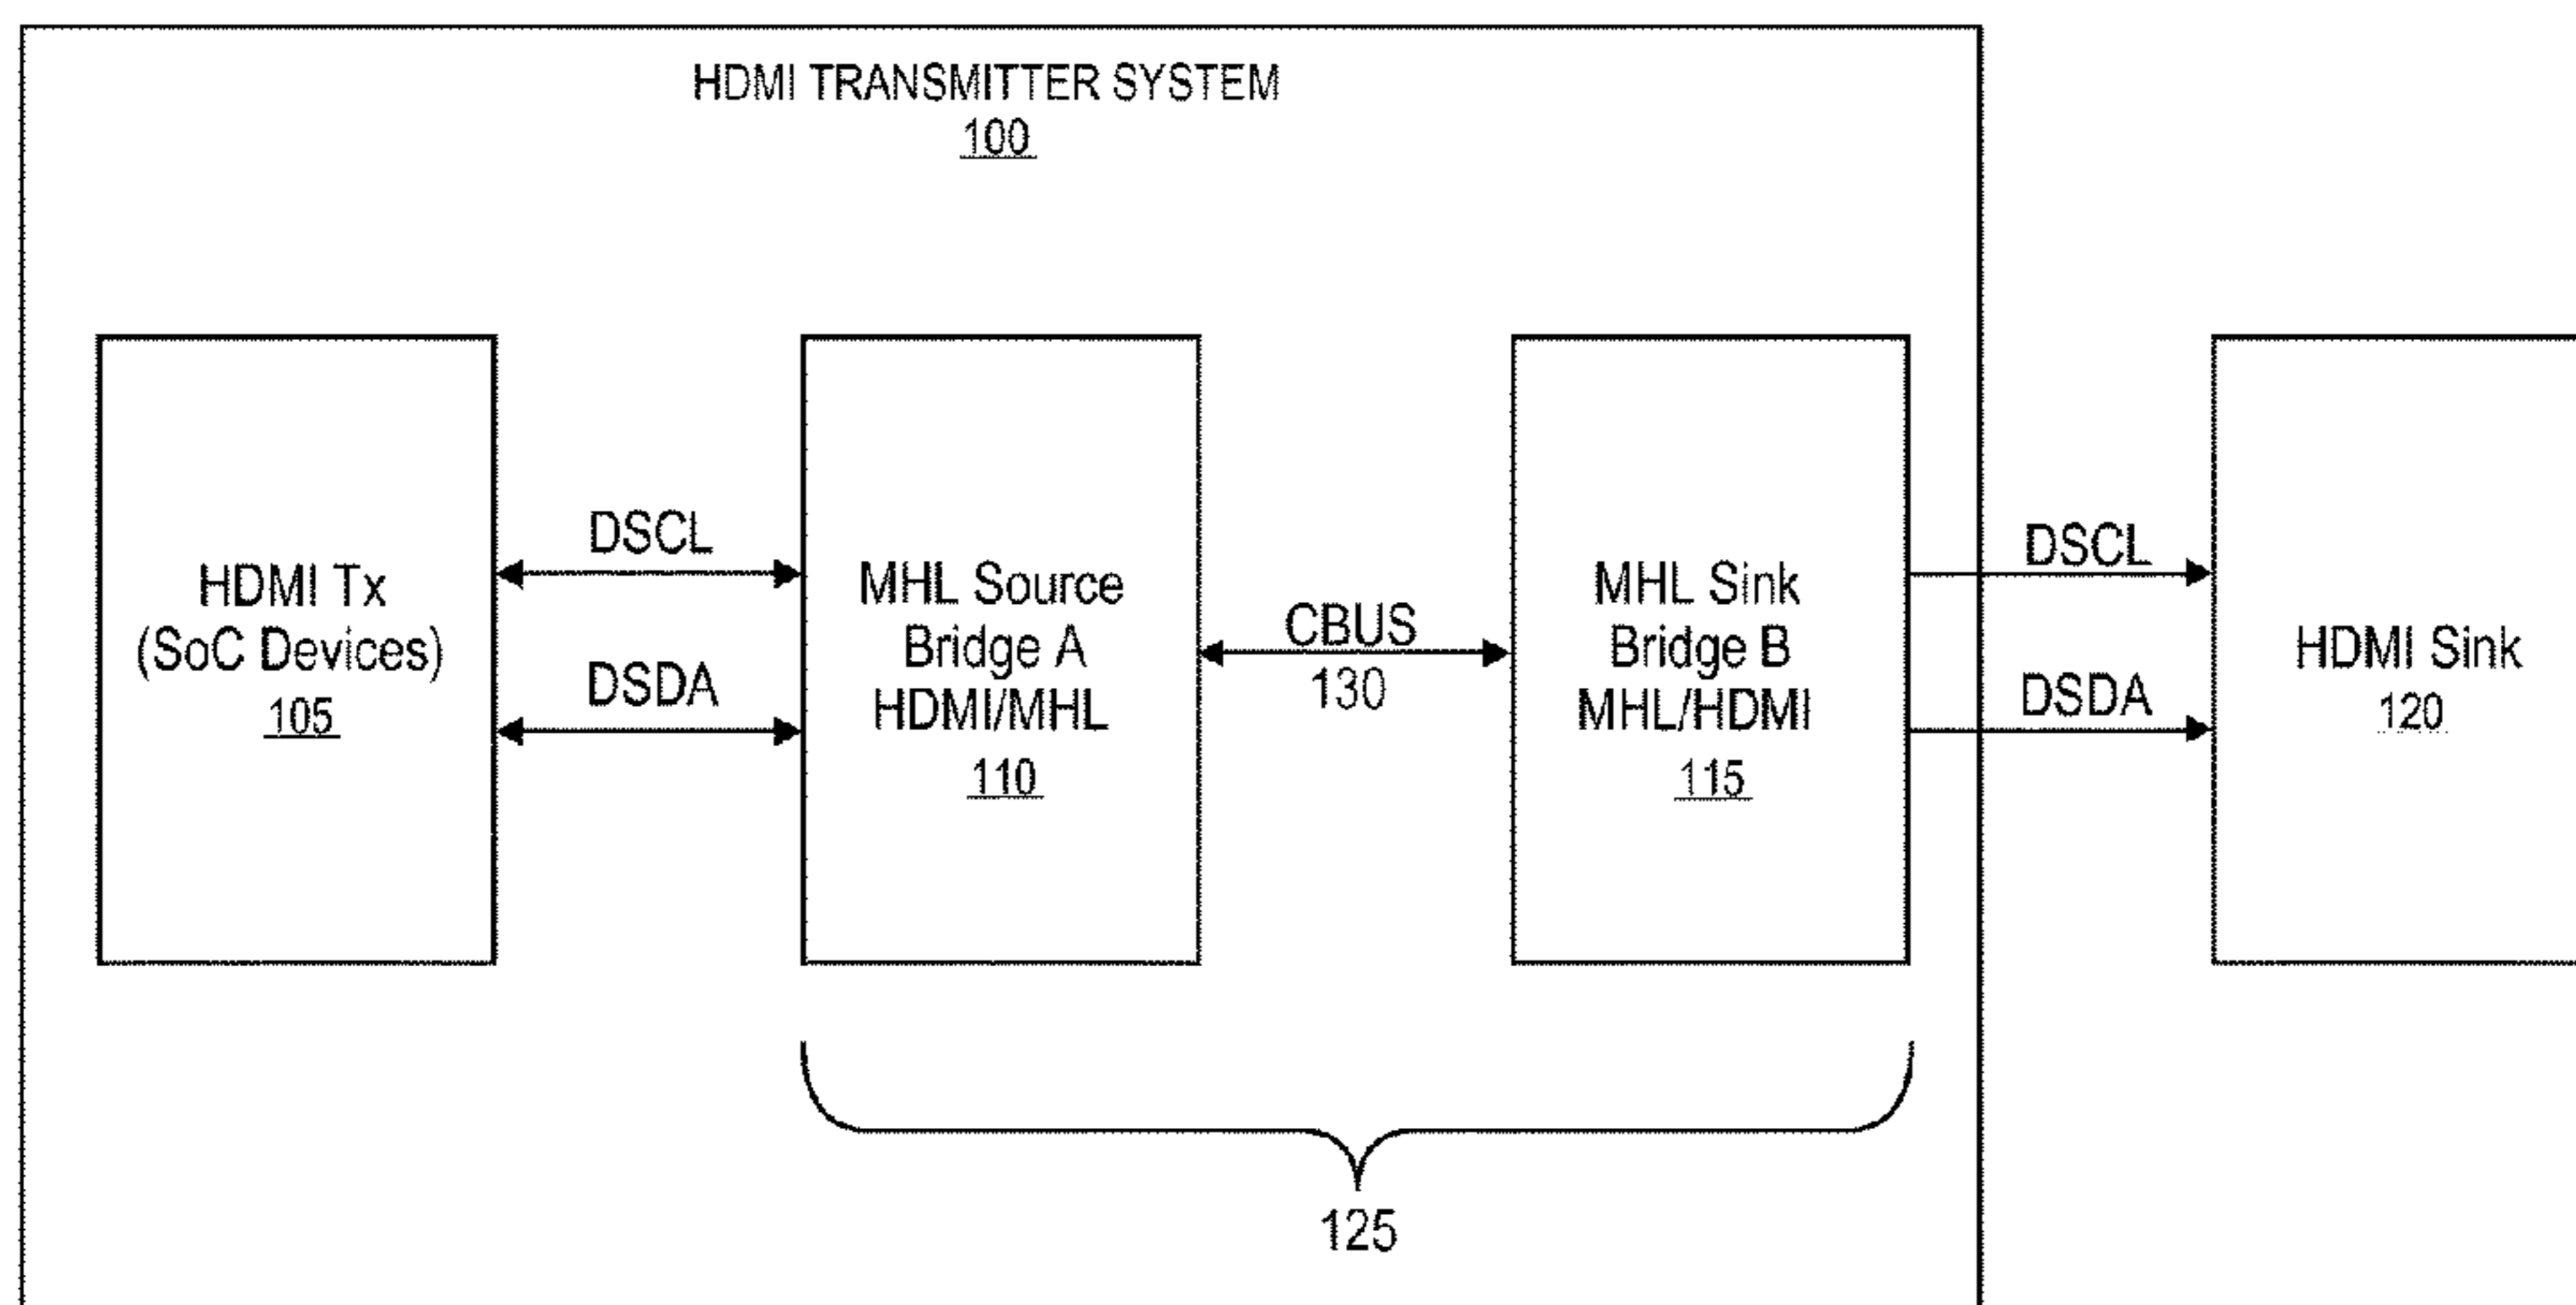 HDMI TRANSMITTER SYSTEM
100
HDMI Tx
(SoC Devices)
105
DSCL
DSDA
MHL Source
Bridge A
HDMI/MHL
110
CBUS
130
MHL Sink
Bridge B
MHL/HDMI
115
DSCL
DSDA
HDMI Sink
120
125